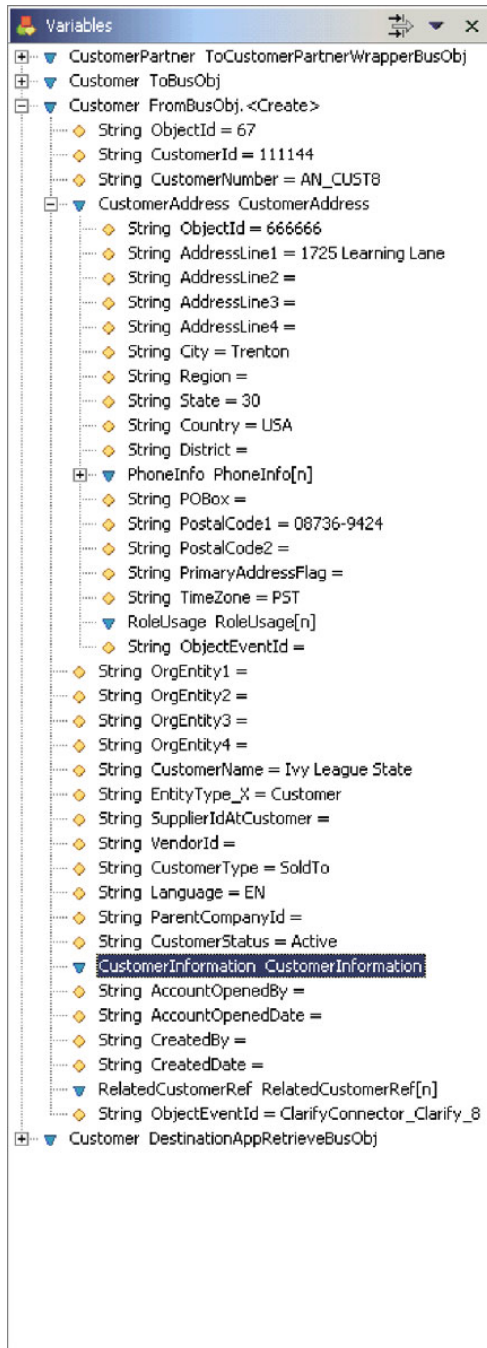 Variables
CustomerPartner ToCustomerPartnerWrapperBusObj
Customer ToBusObj
Customer FromBusObj.<Create>
String ObjectId = 67
String CustomerId = 111144
String CustomerNumber = AN_CUST8
CustomerAddress CustomerAddress
String ObjectId = 666666
String AddressLine1 = 1725 Learning Lane
String AddressLine2 =
String AddressLine3 =
String AddressLine4 =
String City = Trenton
String Region =
String State = 30
String Country = USA
String District =
PhoneInfo PhoneInfo[n]
String POBox =
String PostalCode1 = 08736-9424
String PostalCode2 =
String PrimaryAddressFlag =
String TimeZone = PST
RoleUsage RoleUsage[n]
String ObjectEventId =
String OrgEntity1 =
String OrgEntity2 =
String OrgEntity3 =
String OrgEntity4 =
String CustomerName = Ivy League State
String EntityType_X = Customer
String SupplierIdAtCustomer =
String VendorId =
String CustomerType = SoldTo
String Language = EN
String ParentCompanyId =
String CustomerStatus = Active
CustomerInformation CustomerInformation
String AccountOpenedBy =
String AccountOpenedDate =
String CreatedBy =
String CreatedDate =
RelatedCustomerRef RelatedCustomerRef[n]
String ObjectEventId = ClarifyConnector_Clarify_8
Customer DestinationAppRetrieveBusObj